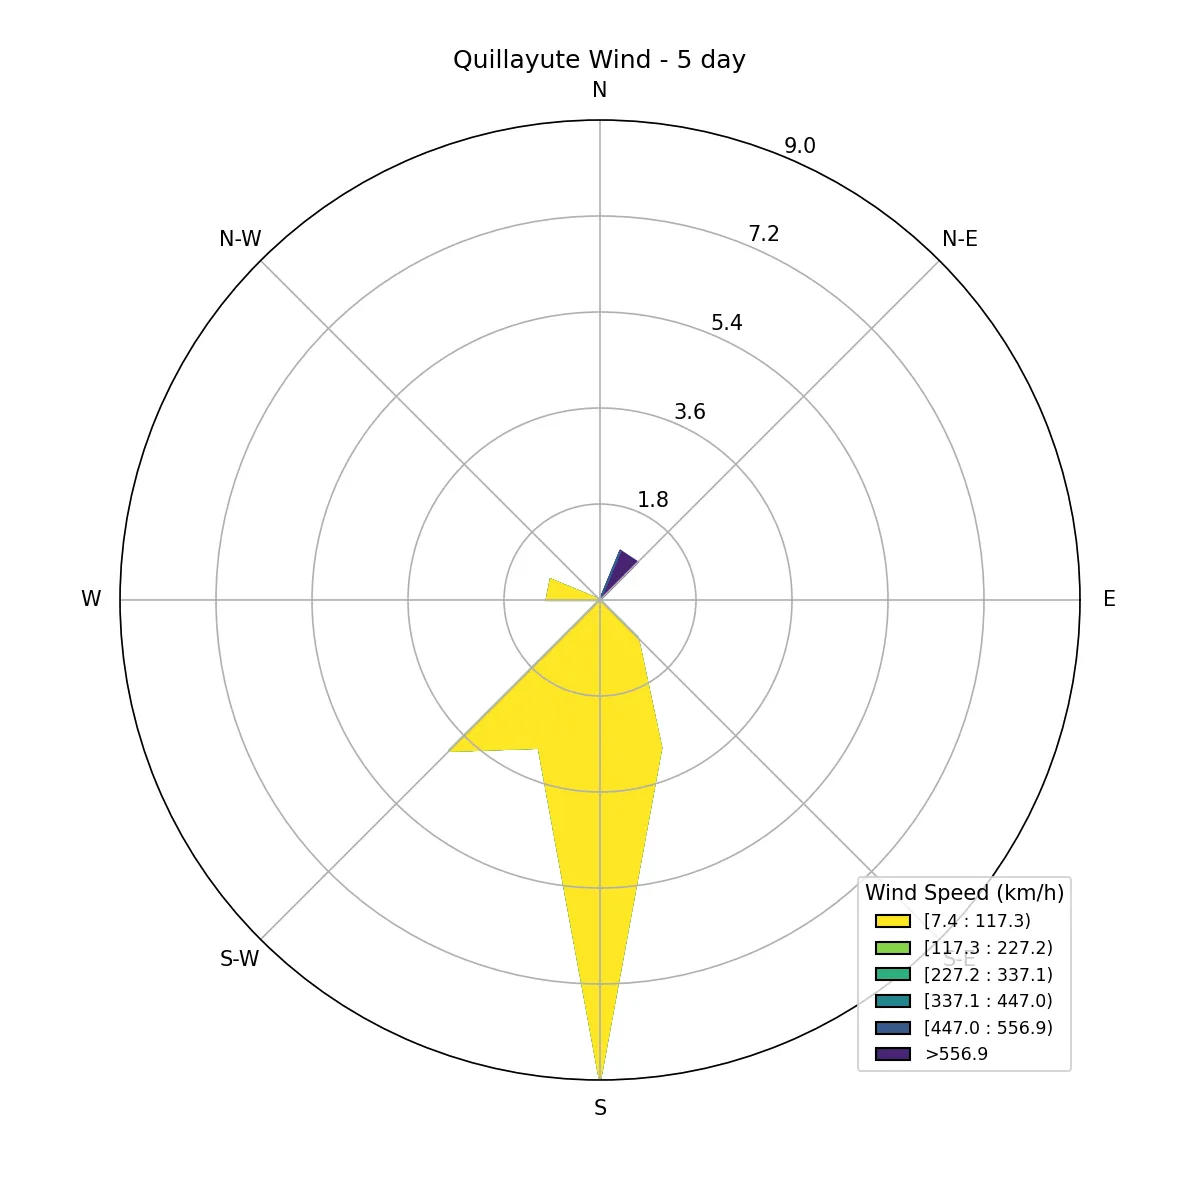 Quillayute Wind - 5 day
N
9.0
N-W
7.2
N-E
5.4
3.6
1.8
W
E
Wind Speed (km/h)
[7.4 : 117.3)
[117.3 : 227.2)
S-W
S-E
[227.2 : 337.1)
[337.1 : 447.0)
[447.0 : 556.9)
>556.9
S